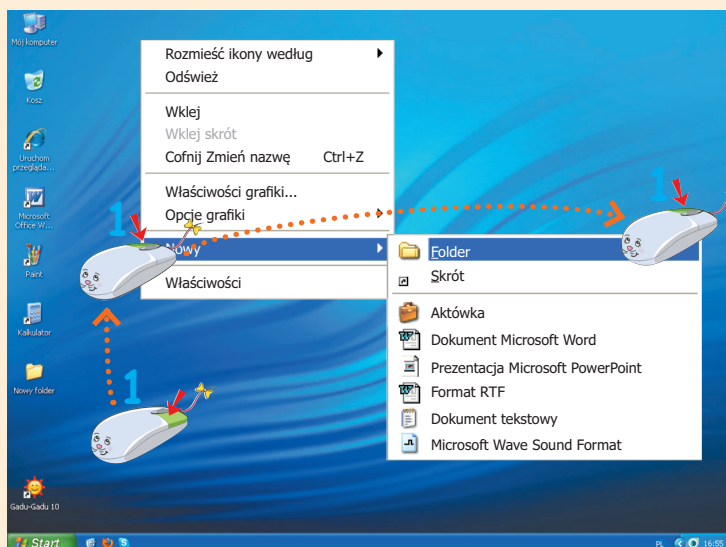 Mój komputer
Kosz
Uruchom
przegląda...
Microsoft
Office W...
Paint
Kalkulator
Nowy folder
Gadu-Gadu 10
Rozmieść ikony według
Odśwież
Wklej
Wklej skrót
Cofnij Zmień nazwę Ctrl+Z
Właściwości grafiki...
Opcje grafiki
Nowy
Właściwości
1
1
1
Folder
Skrót
Aktówka
Dokument Microsoft Word
Prezentacja Microsoft PowerPoint
Format RTF
Dokument tekstowy
Microsoft Wave Sound Format
Start
PL
16:55